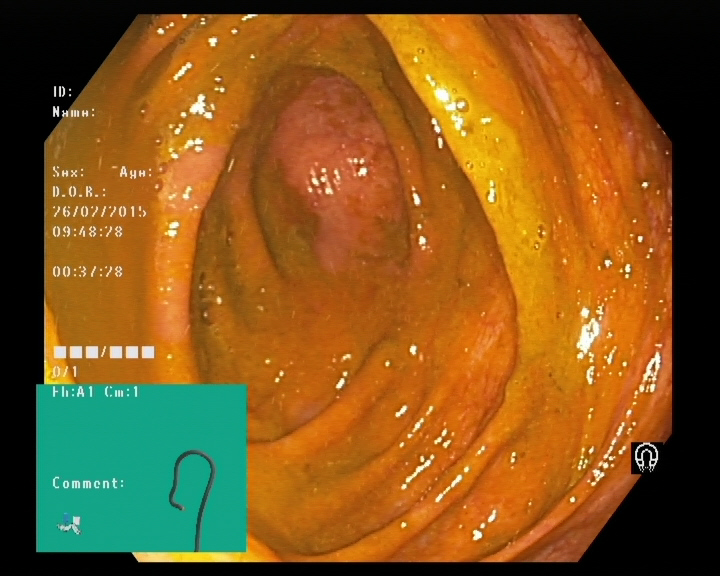 ID:
Name:
Sex: Age:
D.O.B.:
26/02/2015
09:48:28
00:37:28
■■■/■■■
0/1
Eh:A1 Cm:1
Comment: